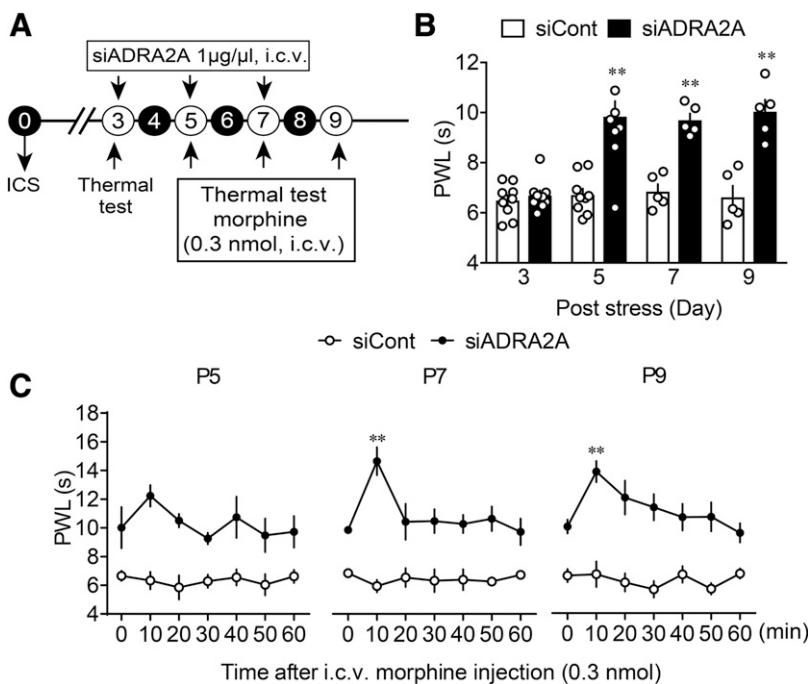 A
siADRA2A 1µg/µl, i.c.v.
0 3 4 5 6 7 8 9
ICS
Thermal
test
Thermal test
morphine
(0.3 nmol, i.c.v.)
B
siCont siADRA2A
PWL (s)
12
10
8
6
4
** ** **
3 5 7 9
Post stress (Day)
siCont siADRA2A
C
P5 P7 P9
PWL (s)
18
16
14
12
10
8
6
4
** **
0 10 20 30 40 50 60 0 10 20 30 40 50 60 0 10 20 30 40 50 60 (min)
Time after i.c.v. morphine injection (0.3 nmol)